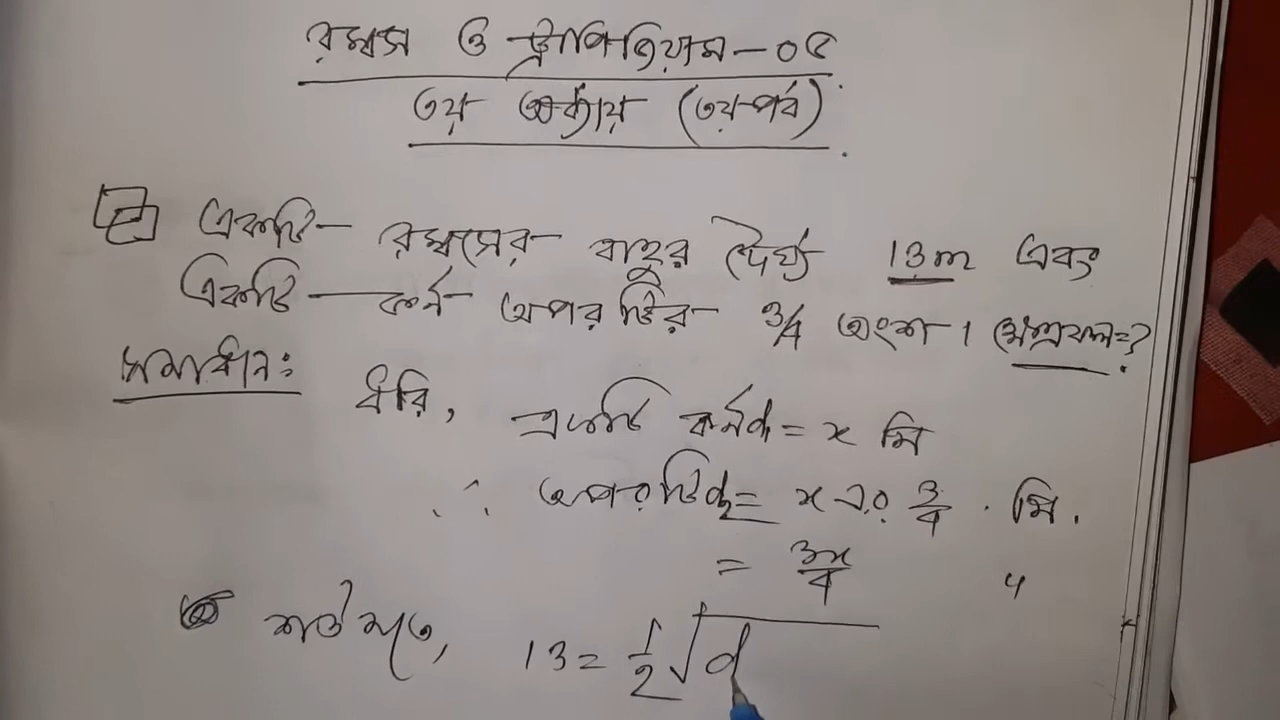 রম্বস ও ট্রাপিজিয়াম-০৫
৩য় অধ্যায় (৩য়-পর্ব)
একটি রম্বসের বাহুর দৈর্ঘ্য 13m এবং
একটি কর্ন অপরটির 3/4 অংশ। ক্ষেত্রফল=?
সমাধান: ধরি, একটি কর্ন d₁ = x মি
∴ অপরটি d₂ = x এর 3/4 মি.
= 3x/4 "
শর্তমতে, 13 = 1/2 √d